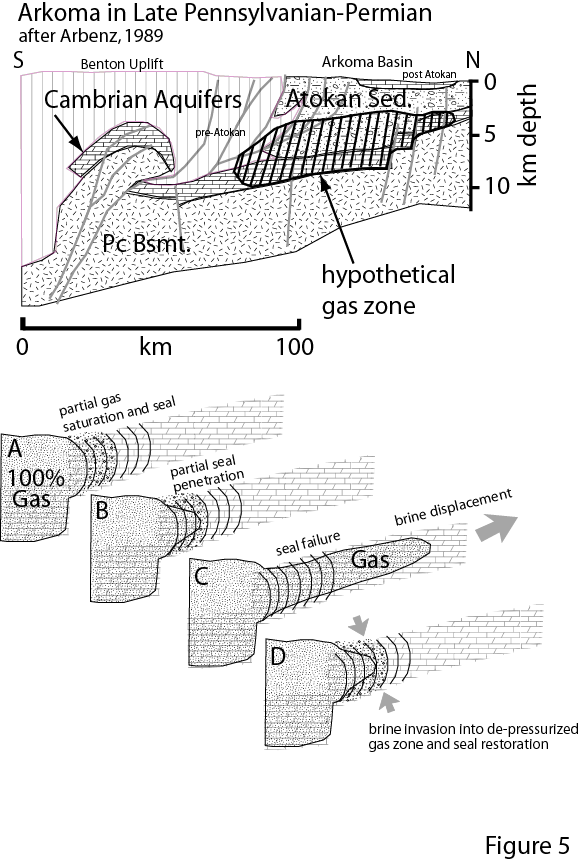 Arkoma in Late Pennsylvanian-Permian
after Arbenz, 1989
S
Benton Uplift
Arkoma Basin
N
post Atokan
0
Cambrian Aquifers
Atokan Sed.
pre-Atokan
5
km depth
10
Pc Bsmt.
hypothetical
gas zone
0
km
100
partial gas
saturation and seal
A
100%
Gas
partial seal
penetration
B
brine displacement
seal failure
C
Gas
D
brine invasion into de-pressurized
gas zone and seal restoration
Figure 5